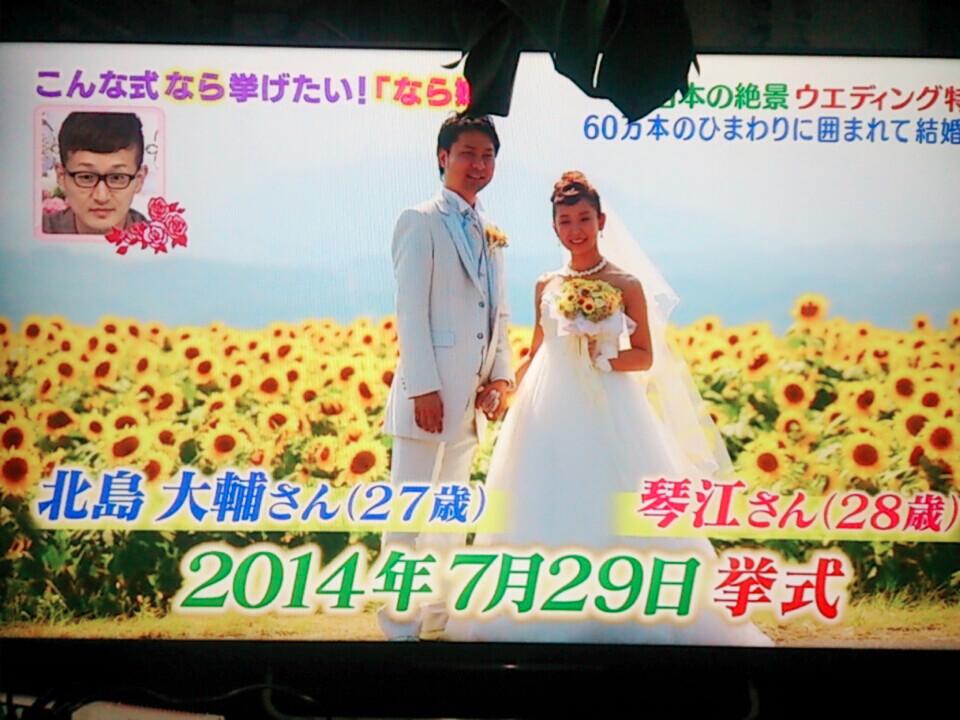 こんな式なら挙げたい!「なら婚
本の絶景 ウエディング特
60万本のひまわりに囲まれて結婚
北島 大輔さん(27歳)
琴江さん(28歳)
2014年 7月29日 挙式